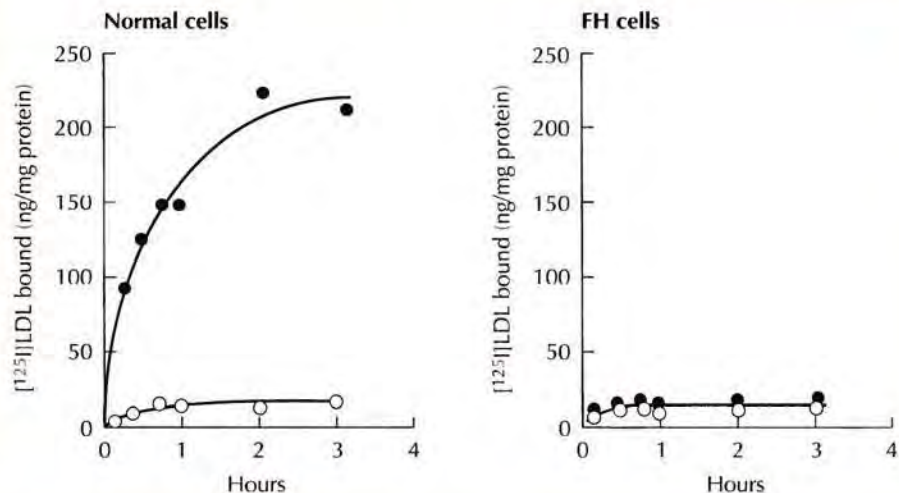 Normal cells
[¹²⁵I]LDL bound (ng/mg protein)
250
200
150
100
50
0
0 1 2 3 4
Hours
FH cells
[¹²⁵I]LDL bound (ng/mg protein)
250
200
150
100
50
0
0 1 2 3 4
Hours